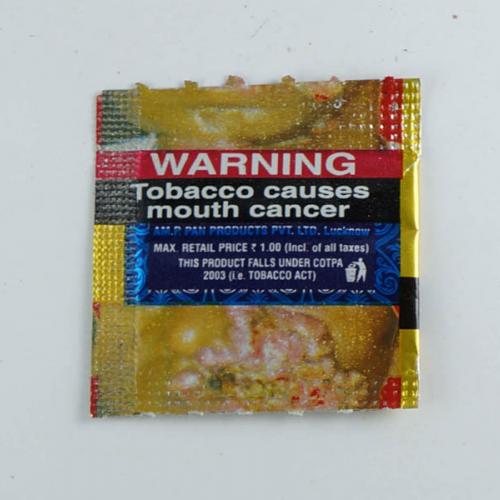 WARNING
Tobacco causes
mouth cancer
PAN PRODUCTS PVT. LTD. Lucknow
MAX. RETAIL PRICE ₹ 1.00 (Incl. of all taxes)
THIS PRODUCT FALLS UNDER COTPA
2003 (i.e. TOBACCO ACT)